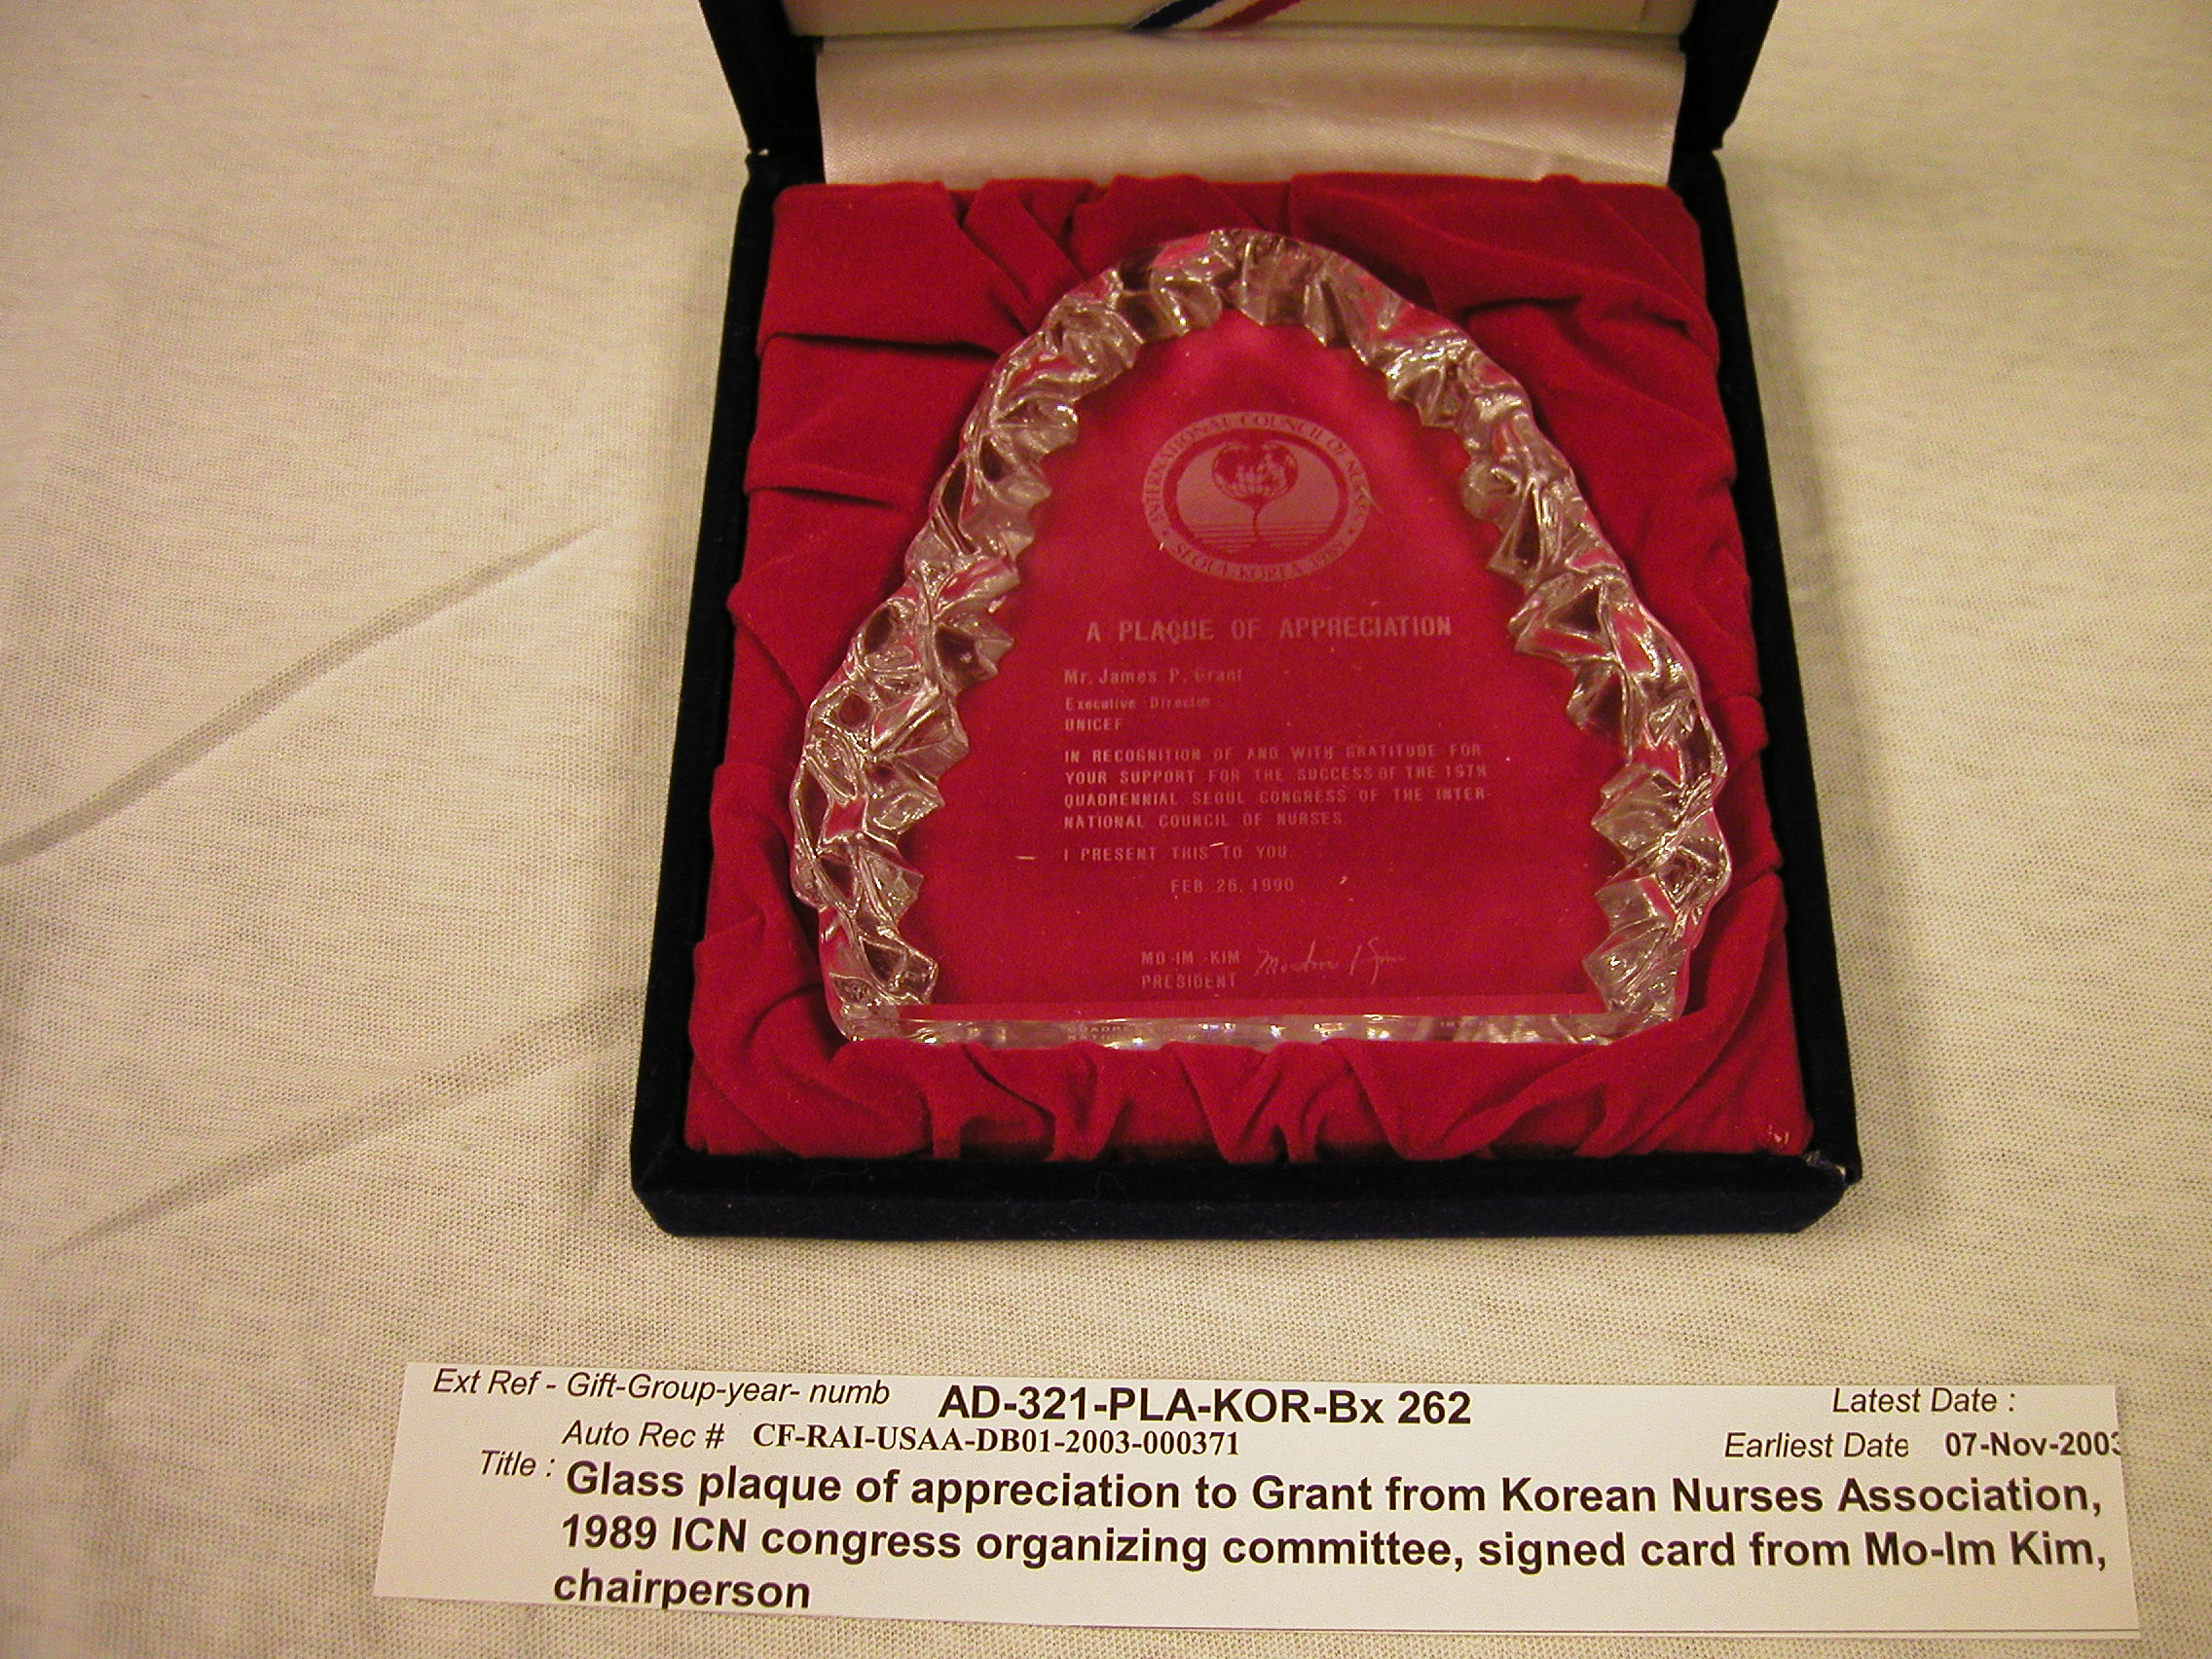 INTERNATIONAL COUNCIL OF NURSES
SEOUL KOREA 1989
A PLAQUE OF APPRECIATION
Mr. James P. Grant
Executive Director
UNICEF
IN RECOGNITION OF AND WITH GRATITUDE FOR
YOUR SUPPORT FOR THE SUCCESS OF THE 19TH
QUADRENNIAL SEOUL CONGRESS OF THE INTER-
NATIONAL COUNCIL OF NURSES.
I PRESENT THIS TO YOU.
FEB. 26, 1990
MO-IM KIM
PRESIDENT
Ext Ref - Gift-Group-year- numb AD-321-PLA-KOR-Bx 262 Latest Date :
Auto Rec # CF-RAI-USAA-DB01-2003-000371 Earliest Date 07-Nov-2003
Title : Glass plaque of appreciation to Grant from Korean Nurses Association,
1989 ICN congress organizing committee, signed card from Mo-Im Kim,
chairperson